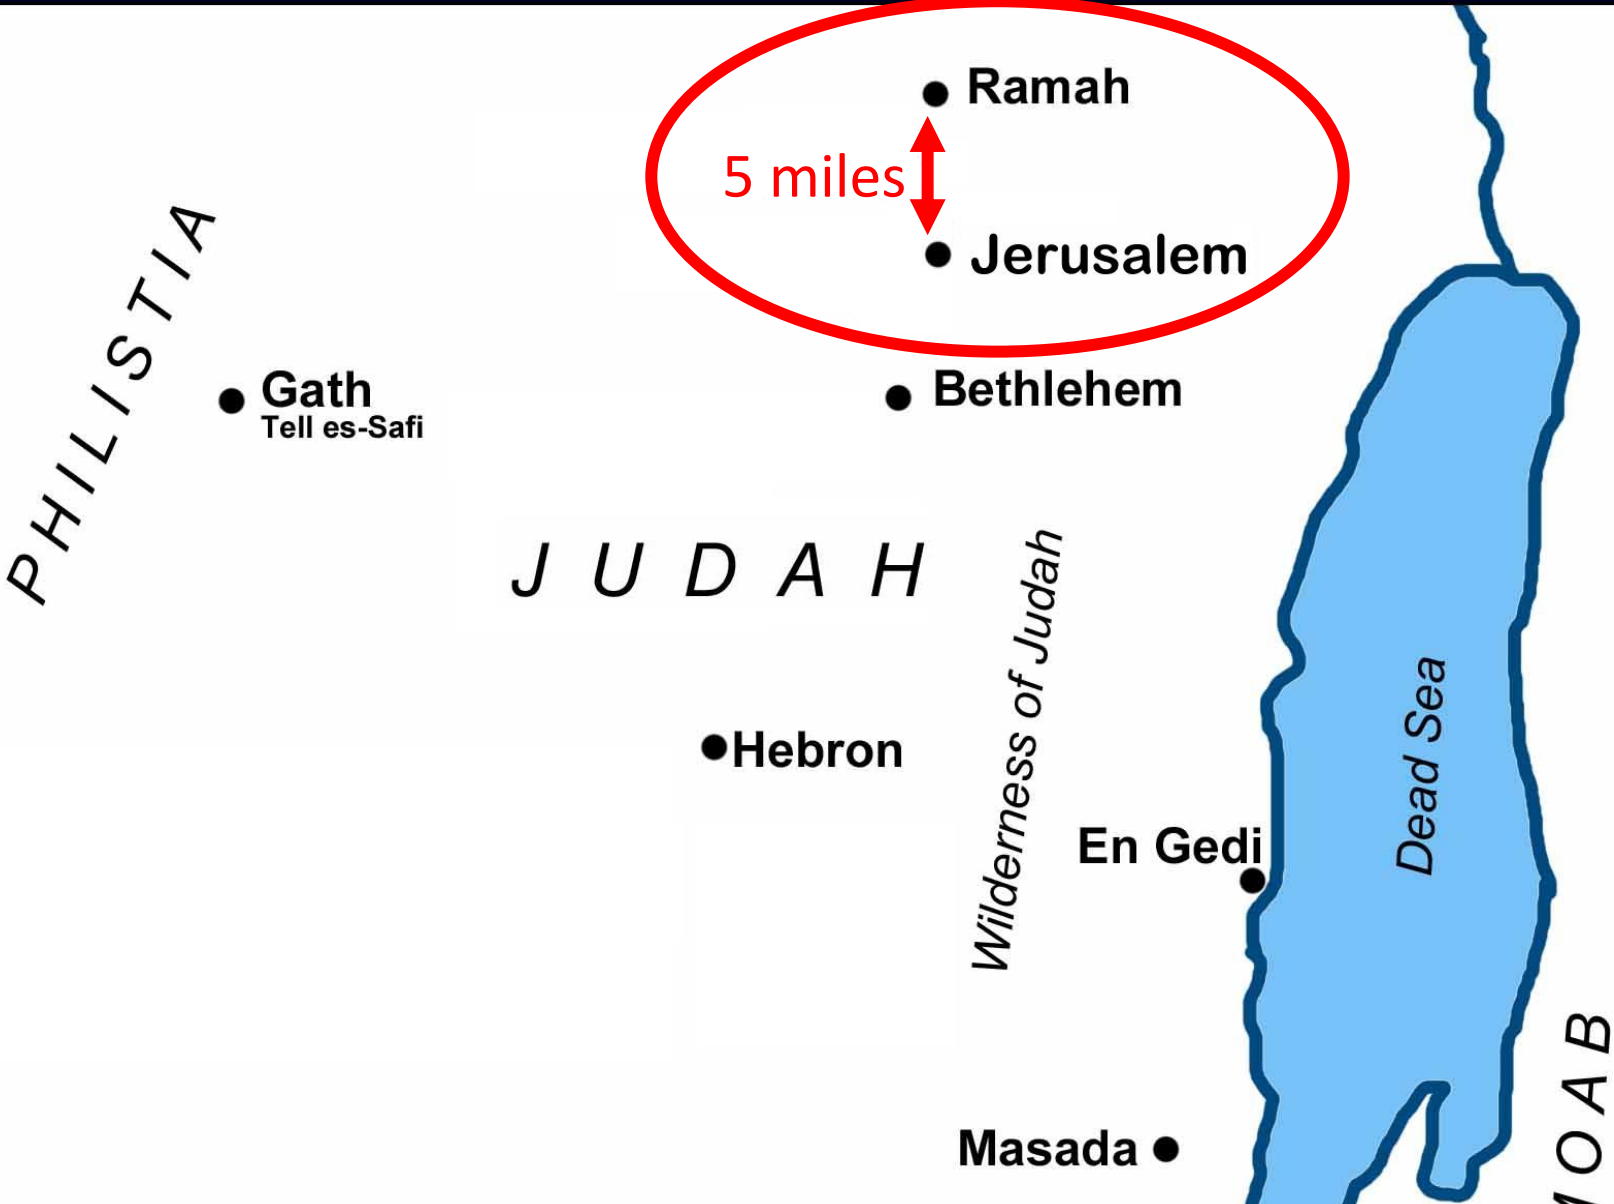 Ramah
5 miles
Jerusalem
PHILISTIA
Gath
Tell es-Safi
Bethlehem
JUDAH
Wilderness of Judah
Hebron
Dead Sea
En Gedi
MOAB
Masada